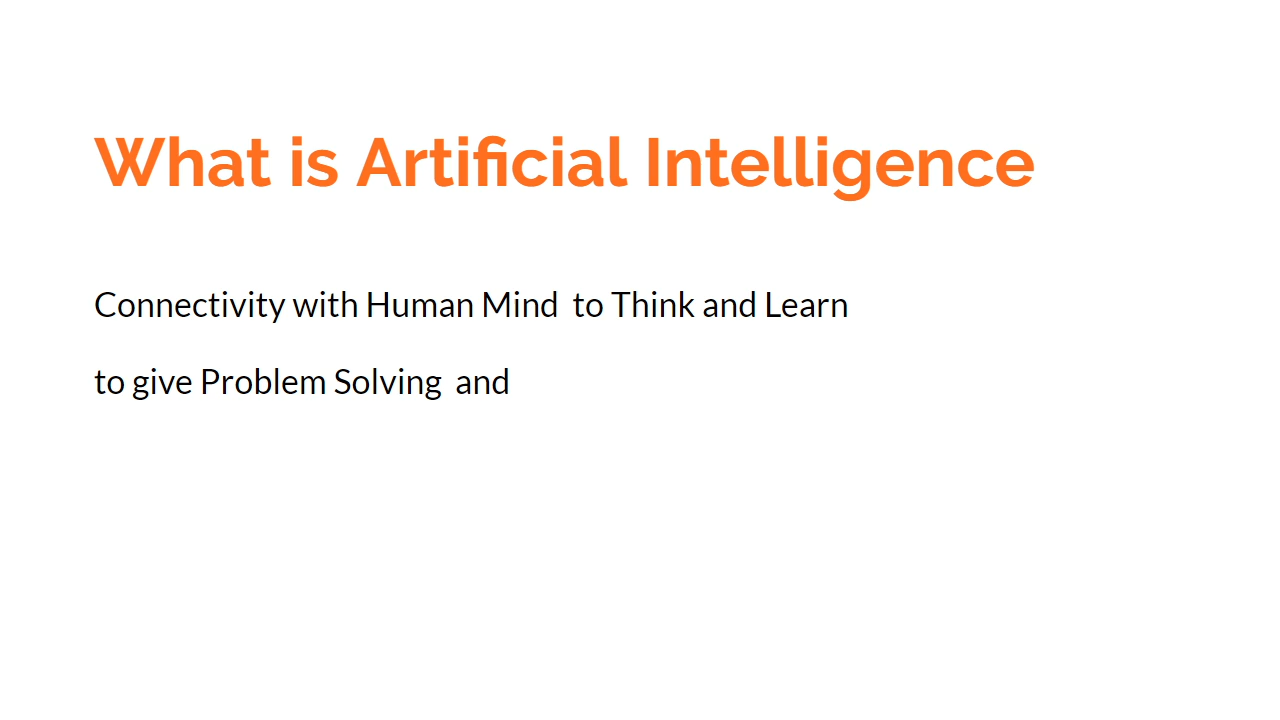 What is Artificial Intelligence
Connectivity with Human Mind  to Think and Learn
to give Problem Solving  and